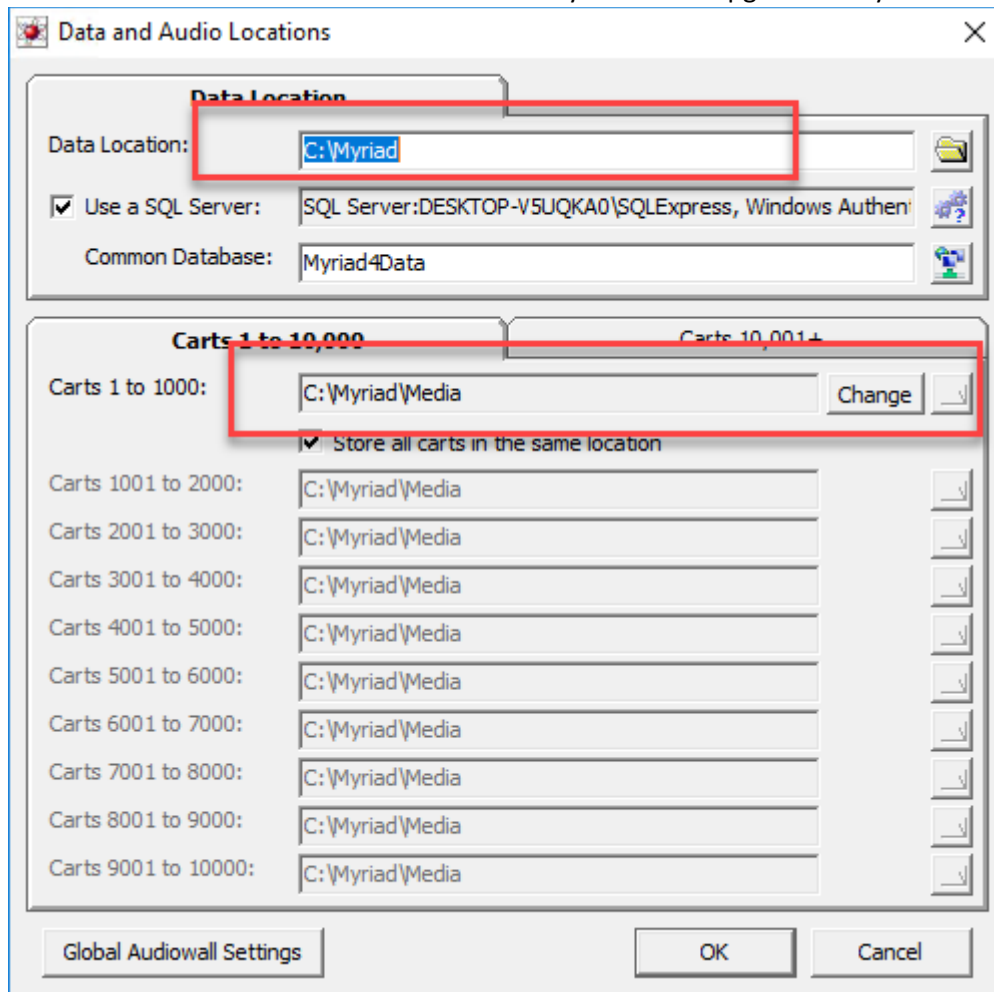 Data and Audio Locations
Data Location
Data Location: C:\Myriad
Use a SQL Server: SQL Server:DESKTOP-V5UQKA0\SQLExpress, Windows Authen
Common Database: Myriad4Data
Carts 1 to 10,000 Carts 10,001+
Carts 1 to 1000: C:\Myriad\Media Change
Store all carts in the same location
Carts 1001 to 2000: C:\Myriad\Media
Carts 2001 to 3000: C:\Myriad\Media
Carts 3001 to 4000: C:\Myriad\Media
Carts 4001 to 5000: C:\Myriad\Media
Carts 5001 to 6000: C:\Myriad\Media
Carts 6001 to 7000: C:\Myriad\Media
Carts 7001 to 8000: C:\Myriad\Media
Carts 8001 to 9000: C:\Myriad\Media
Carts 9001 to 10000: C:\Myriad\Media
Global Audiowall Settings OK Cancel